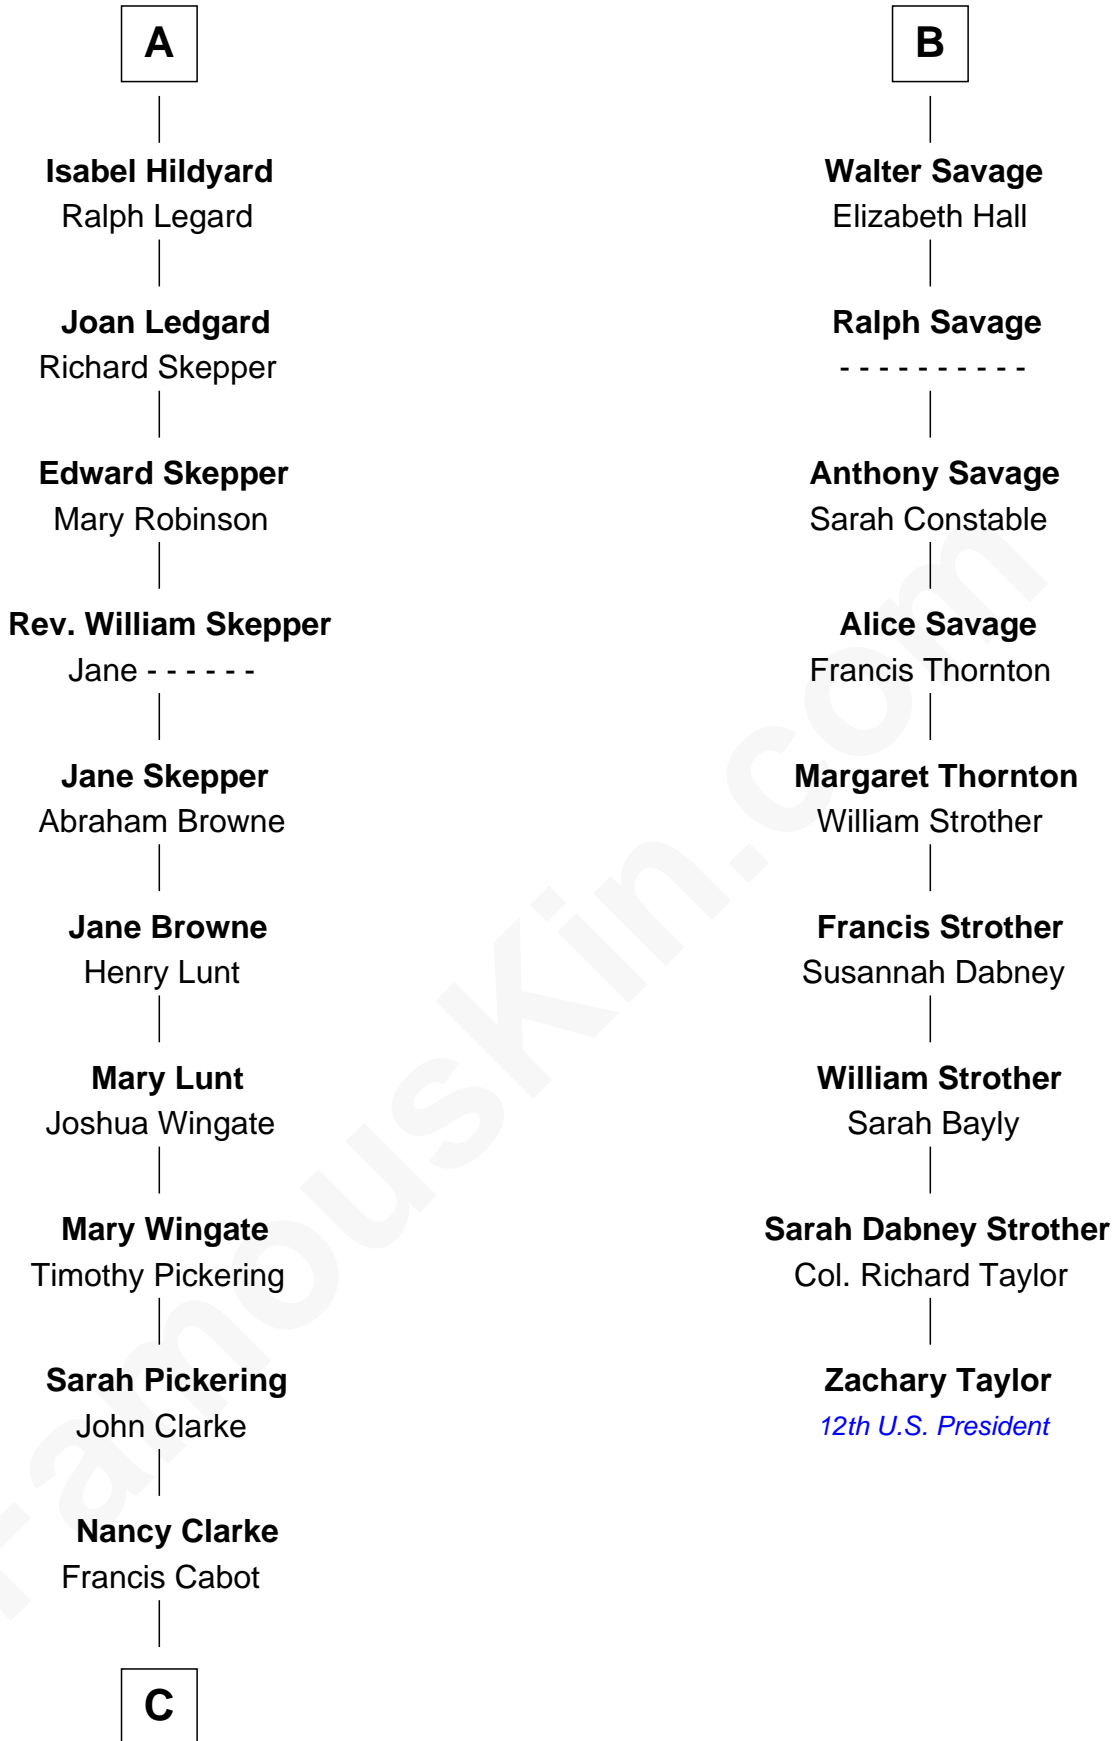 A
Isabel Hildyard
Ralph Legard
Joan Ledgard
Richard Skepper
Edward Skepper
Mary Robinson
Rev. William Skepper
Jane - - - - - -
Jane Skepper
Abraham Browne
Jane Browne
Henry Lunt
Mary Lunt
Joshua Wingate
Mary Wingate
Timothy Pickering
Sarah Pickering
John Clarke
Nancy Clarke
Francis Cabot
C
B
Walter Savage
Elizabeth Hall
Ralph Savage
- - - - - - - - - -
Anthony Savage
Sarah Constable
Alice Savage
Francis Thornton
Margaret Thornton
William Strother
Francis Strother
Susannah Dabney
William Strother
Sarah Bayly
Sarah Dabney Strother
Col. Richard Taylor
Zachary Taylor
12th U.S. President
FamousKin.com